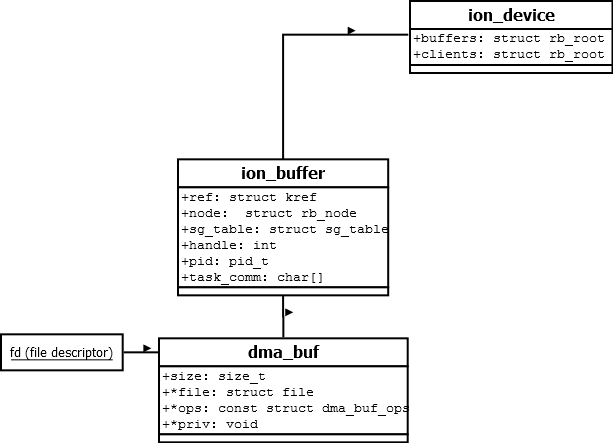 ion_device
+buffers: struct rb_root
+clients: struct rb_root
ion_buffer
+ref: struct kref
+node:  struct rb_node
+sg_table: struct sg_table
+handle: int
+pid: pid_t
+task_comm: char[]
fd (file descriptor)
dma_buf
+size: size_t
+*file: struct file
+*ops: const struct dma_buf_ops
+*priv: void